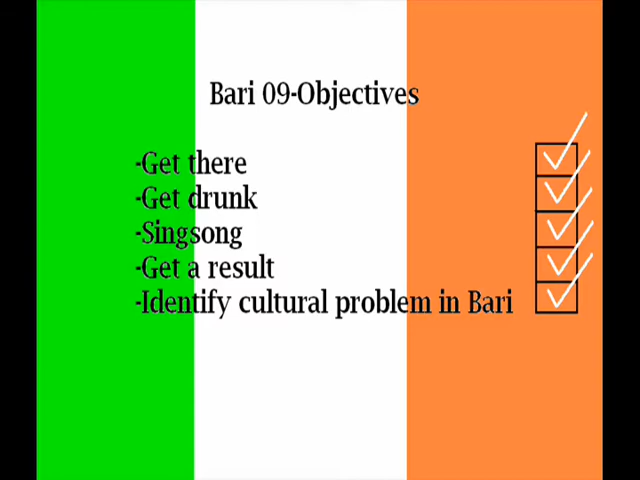 Bari 09-Objectives
-Get there
-Get drunk
-Singsong
-Get a result
-Identify cultural problem in Bari